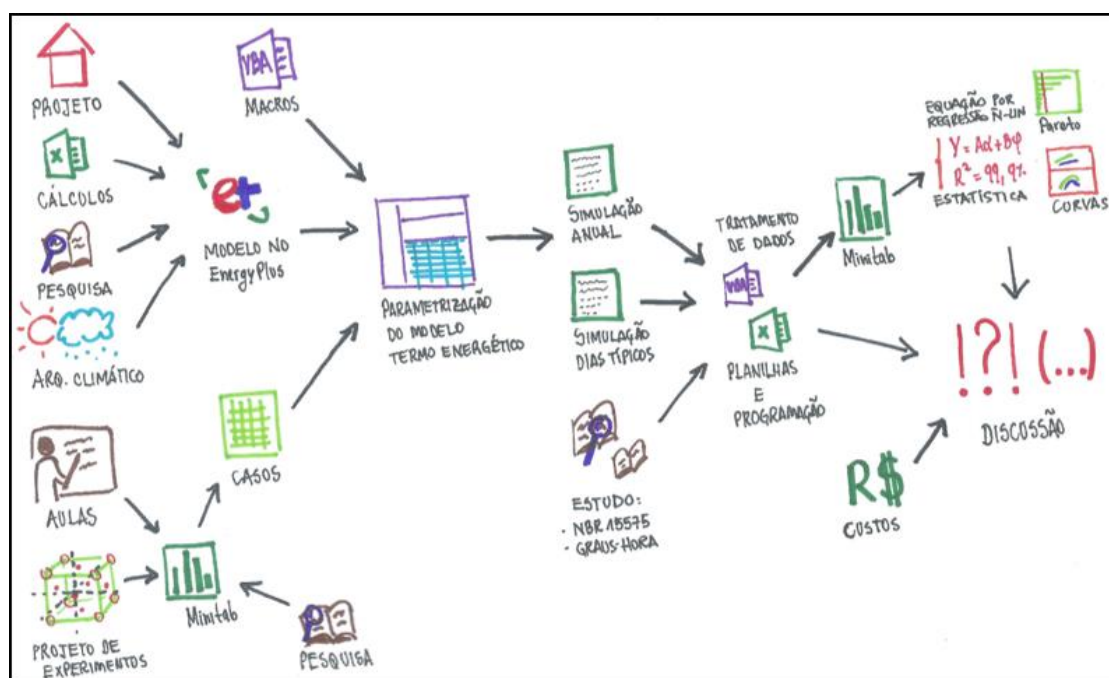 PROJETO
VBA
MACROS
X
CÁLCULOS
e+
MODELO NO
EnergyPlus
PESQUISA
ARQ. CLIMÁTICO
PARAMETRIZAÇÃO
DO MODELO
TERMO ENERGÉTICO
AULAS
PROJETO DE
EXPERIMENTOS
Minitab
PESQUISA
CASOS
SIMULAÇÃO
ANUAL
SIMULAÇÃO
DIAS TÍPICOS
ESTUDO:
· NBR 15575
· GRAUS-HORA
TRATAMENTO
DE DADOS
VBA
X
PLANILHAS
E
PROGRAMAÇÃO
Minitab
EQUAÇÃO POR
REGRESSÃO Ñ-LIN
Y = Aα + Bφ
R² = 99,9%
ESTATÍSTICA
Pareto
CURVAS
!?! (...)
DISCUSSÃO
R$
CUSTOS